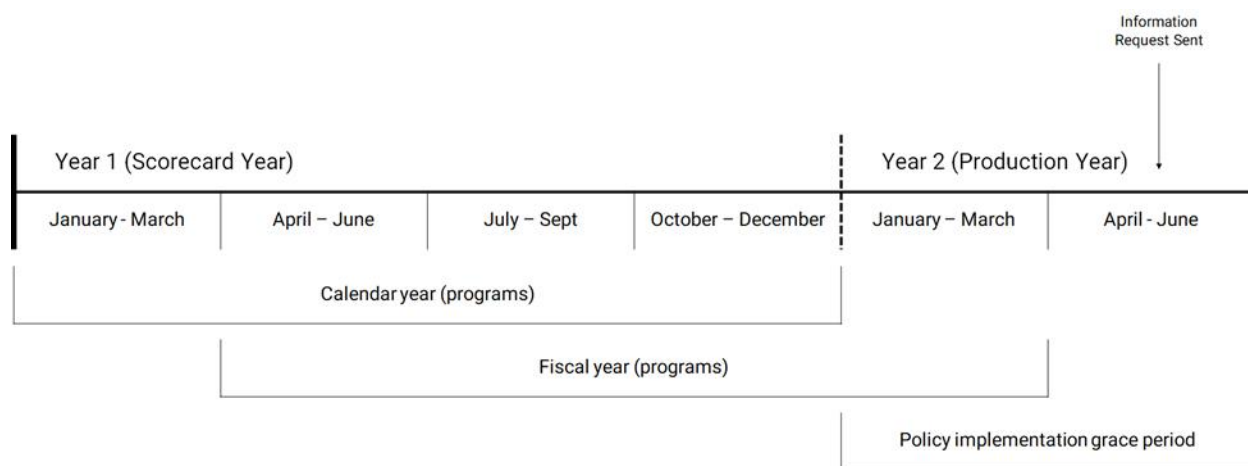 Information
Request Sent
Year 1 (Scorecard Year)
Year 2 (Production Year)
January - March
April – June
July – Sept
October – December
January – March
April - June
Calendar year (programs)
Fiscal year (programs)
Policy implementation grace period